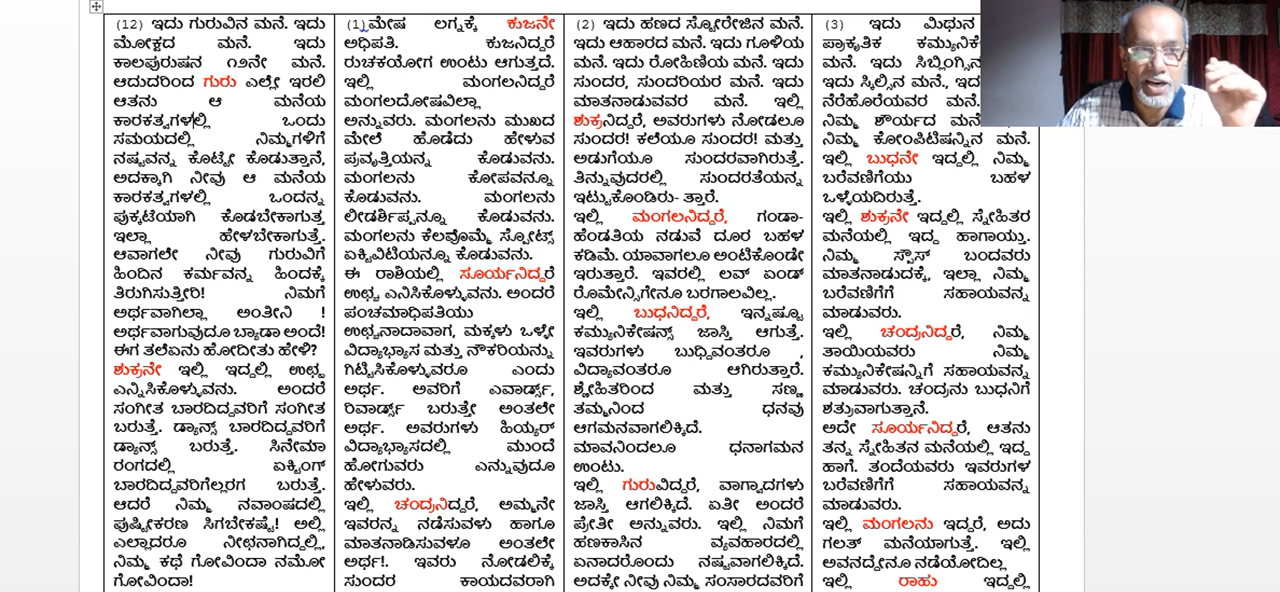 (12) ಇದು ಗುರುವಿನ ಮನೆ. ಇದು
ಮೋಕ್ಷದ ಮನೆ. ಇದು
ಕಾಲಪುರುಷನ ೧೨ನೇ ಮನೆ.
ಆದುದರಿಂದ ಗುರು ಎಲ್ಲೇ ಇರಲಿ
ಆತನು ಆ ಮನೆಯ
ಕಾರಕತ್ವಗಳಲ್ಲಿ ಒಂದು
ಸಮಯದಲ್ಲಿ ನಿಮ್ಮಗಳಿಗೆ
ನಷ್ಟವನ್ನ ಕೊಟ್ಟೇ ಕೊಡುತ್ತಾನೆ,
ಅದಕ್ಕಾಗಿ ನೀವು ಆ ಮನೆಯ
ಕಾರಕತ್ವಗಳಲ್ಲಿ ಒಂದನ್ನ
ಪುಕ್ಕಟೆಯಾಗಿ ಕೊಡಬೇಕಾಗುತ್ತ
ಇಲ್ಲಾ ಹೇಳಬೇಕಾಗುತ್ತೆ.
ಆವಾಗಲೇ ನೀವು ಗುರುವಿಗೆ
ಹಿಂದಿನ ಕರ್ಮವನ್ನ ಹಿಂದಕ್ಕೆ
ತಿರುಗಿಸುತ್ತೀರಿ! ನಿಮಗೆ
ಅರ್ಥವಾಗಿಲ್ಲಾ ಅಂತೀನಿ !
ಅರ್ಥವಾಗುವುದೂ ಬ್ಯಾಡಾ ಅಂದೆ!
ಈಗ ತಲೆಏನು ಹೋದೀತು ಹೇಳಿ?
ಶುಕ್ರನೇ ಇಲ್ಲಿ ಇದ್ದಲ್ಲಿ ಉಛ್ಛ
ಎನ್ನಿಸಿಕೊಳ್ಳುವನು. ಅಂದರೆ
ಸಂಗೀತ ಬಾರದಿದ್ದವರಿಗೆ ಸಂಗೀತ
ಬರುತ್ತೆ. ಡ್ಯಾನ್ಸ್ ಬಾರದಿದ್ದವರಿಗೆ
ಡ್ಯಾನ್ಸ್ ಬರುತ್ತೆ. ಸಿನೇಮಾ
ರಂಗದಲ್ಲಿ ಏಕ್ಟಿಂಗ್
ಬಾರದಿದ್ದವರಿಗೆಲ್ಲರಗ ಬರುತ್ತೆ.
ಆದರೆ ನಿಮ್ಮ ನವಾಂಷದಲ್ಲಿ
ಪುಷ್ಟೀಕರಣ ಸಿಗಬೇಕಷ್ಟೆ! ಅಲ್ಲಿ
ಎಲ್ಲಾದರೂ ನೀಛನಾಗಿದ್ದಲ್ಲಿ,
ನಿಮ್ಮ ಕಥೆ ಗೋವಿಂದಾ ನಮೋ
ಗೋವಿಂದಾ!
(1)ಮೇಷ ಲಗ್ನಕ್ಕೆ ಕುಜನೇ
ಅಧಿಪತಿ. ಕುಜನಿದ್ದರೆ
ರುಚಕಯೋಗ ಉಂಟು ಆಗುತ್ತದೆ.
ಇಲ್ಲಿ ಮಂಗಲನಿದ್ದರೆ
ಮಂಗಲದೋಷವಿಲ್ಲಾ
ಅನ್ನುವರು. ಮಂಗಲನು ಮುಖದ
ಮೇಲೆ ಹೊಡೆದು ಹೇಳುವ
ಪ್ರವೃತ್ತಿಯನ್ನ ಕೊಡುವನು.
ಮಂಗಲನು ಕೋಪವನ್ನೂ
ಕೊಡುವನು. ಮಂಗಲನು
ಲೀಡರ್ಶಿಪ್ಪನ್ನೂ ಕೊಡುವನು.
ಮಂಗಲನು ಕೆಲವೊಮ್ಮೆ ಸ್ಪೋಟ್ಸ್
ಏಕ್ಟಿವಿಟಿಯನ್ನೂ ಕೊಡುವನು.
ಈ ರಾಶಿಯಲ್ಲಿ ಸೂರ್ಯನಿದ್ದರೆ
ಉಛ್ಛ ಎನಿಸಿಕೊಳ್ಳುವನು. ಅಂದರೆ
ಪಂಚಮಾಧಿಪತಿಯು
ಉಛ್ಛನಾದಾವಾಗ, ಮಕ್ಕಳು ಒಳ್ಳೇ
ವಿದ್ಯಾಭ್ಯಾಸ ಮತ್ತು ನೌಕರಿಯನ್ನು
ಗಿಟ್ಟಿಸಿಕೊಳ್ಳುವರೂ ಎಂದು
ಅರ್ಥ. ಅವರಿಗೆ ಎವಾರ್ಡ್ಸ್,
ರಿವಾರ್ಡ್ಸ್ ಬರುತ್ತೇ ಅಂತಲೇ
ಅರ್ಥ. ಅವರುಗಳು ಹಿಯ್ಯರ್
ವಿದ್ಯಾಭ್ಯಾಸದಲ್ಲಿ ಮುಂದೆ
ಹೋಗುವರು ಎನ್ನುವುದೂ
ಹೇಳುವರು.
ಇಲ್ಲಿ ಚಂದ್ರನಿದ್ದರೆ, ಅಮ್ಮನೇ
ಇವರನ್ನ ನಡೆಸುವಳು ಹಾಗೂ
ಮಾತನಾಡಿಸುವಳೂ ಅಂತಲೇ
ಅರ್ಥ!. ಇವರು ನೋಡಲಿಕ್ಕೆ
ಸುಂದರ ಕಾಯದವರಾಗಿ
(2) ಇದು ಹಣದ ಸ್ಟೋರೇಜಿನ ಮನೆ.
ಇದು ಆಹಾರದ ಮನೆ. ಇದು ಗೂಳಿಯ
ಮನೆ. ಇದು ರೋಹಿಣಿಯ ಮನೆ. ಇದು
ಸುಂದರ, ಸುಂದರಿಯರ ಮನೆ. ಇದು
ಮಾತನಾಡುವವರ ಮನೆ. ಇಲ್ಲಿ
ಶುಕ್ರನಿದ್ದರೆ, ಅವರುಗಳು ನೋಡಲೂ
ಸುಂದರ! ಕಲೆಯೂ ಸುಂದರ! ಮತ್ತು
ಅಡುಗೆಯೂ ಸುಂದರವಾಗಿರುತ್ತೆ.
ತಿನ್ನುವುದರಲ್ಲಿ ಸುಂದರತೆಯನ್ನ
ಇಟ್ಟುಕೊಂಡಿರು- ತ್ತಾರೆ.
ಇಲ್ಲಿ ಮಂಗಲನಿದ್ದರೆ, ಗಂಡಾ-
ಹೆಂಡತಿಯ ನಡುವೆ ದೂರ ಬಹಳ
ಕಡಿಮೆ. ಯಾವಾಗಲೂ ಅಂಟಿಕೊಂಡೇ
ಇರುತ್ತಾರೆ. ಇವರಲ್ಲಿ ಲವ್ ಏಂಡ್
ರೊಮೇನ್ಸಿಗೇನೂ ಬರಗಾಲವಿಲ್ಲ.
ಇಲ್ಲಿ ಬುಧನಿದ್ದರೆ, ಇನ್ನಷ್ಟೂ
ಕಮ್ಯುನಿಕೇಷನ್ಸ್ ಜಾಸ್ತಿ ಆಗುತ್ತೆ.
ಇವರುಗಳು ಬುಧ್ಧಿವಂತರೂ ,
ವಿದ್ಯಾವಂತರೂ ಆಗಿರುತ್ತಾರೆ.
ಶ್ನೇಹಿತರಿಂದ ಮತ್ತು ಸಣ್ಣ
ತಮ್ಮನಿಂದ ಧನವು
ಆಗಮನವಾಗಲಿಕ್ಕಿದೆ.
ಮಾವನಿಂದಲೂ ಧನಾಗಮನ
ಉಂಟು.
ಇಲ್ಲಿ ಗುರುವಿದ್ದರೆ, ವಾಗ್ವಾದಗಳು
ಜಾಸ್ತಿ ಆಗಲಿಕ್ಕಿದೆ. ಏತೀ ಅಂದರೆ
ಪ್ರೇತೀ ಅನ್ನುವರು. ಇಲ್ಲಿ ನಿಮಗೆ
ಹಣಕಾಸಿನ ವ್ಯವಹಾರದಲ್ಲಿ
ಏನಾದರೊಂದು ನಷ್ಟವಾಗಲಿಕ್ಕಿದೆ.
ಅದಕ್ಕೇ ನೀವು ನಿಮ್ಮ ಸಂಸಾರದವರಿಗೆ
(3) ಇದು ಮಿಥುನ
ಪ್ರಾಕೃತಿಕ
ಮನೆ. ಇದು
ಇದು ಸ್ಕಿಲ್ಸಿನ ಮನೆ.,
ನೆರೆಹೊರೆಯವರ ಮನೆ.
ನಿಮ್ಮ ಶೌರ್ಯದ
ನಿಮ್ಮ ಕೋಂಪಿಟಿಷನ್ನಿನ ಮನೆ.
ಇಲ್ಲಿ ಬುಧನೇ ಇದ್ದಲ್ಲಿ ನಿಮ್ಮ
ಬರೆವಣಿಗೆಯು ಬಹಳ
ಒಳ್ಳೆಯದಿರುತ್ತೆ.
ಇಲ್ಲಿ ಶುಕ್ರನೇ ಇದ್ದಲ್ಲಿ ಸ್ನೇಹಿತರ
ಮನೆಯಲ್ಲಿ ಇದ್ದ ಹಾಗಾಯ್ತು.
ನಿಮ್ಮ ಸ್ಪೌಸ್ ಬಂದವರು
ಮಾತನಾಡುದಕ್ಕೆ, ಇಲ್ಲಾ ನಿಮ್ಮ
ಬರೆವಣಿಗೆಗೆ ಸಹಾಯವನ್ನ
ಮಾಡುವರು.
ಇಲ್ಲಿ ಚಂದ್ರನಿದ್ದರೆ, ನಿಮ್ಮ
ತಾಯಿಯವರು ನಿಮ್ಮ
ಕಮ್ಯುನಿಕೇಶನ್ನಿಗೆ ಸಹಾಯವನ್ನ
ಮಾಡುವರು. ಚಂದ್ರನು ಬುಧನಿಗೆ
ಶತ್ರುವಾಗುತ್ತಾನೆ.
ಅದೇ ಸೂರ್ಯನಿದ್ದರೆ, ಆತನು
ತನ್ನ ಸ್ನೇಹಿತನ ಮನೆಯಲ್ಲಿ ಇದ್ದ
ಹಾಗೆ. ತಂದೆಯವರು ಇವರುಗಳ
ಬರೆವಣಿಗೆಗೆ ಸಹಾಯವನ್ನ
ಮಾಡುವರು.
ಇಲ್ಲಿ ಮಂಗಲನು ಇದ್ದರೆ, ಅದು
ಗಲತ್ ಮನೆಯಾಗುತ್ತೆ. ಇಲ್ಲಿ
ಅವನದ್ದೇನೂ ನಡೆಯೋದಿಲ್ಲ
ಇಲ್ಲಿ ರಾಹು ಇದ್ದಲ್ಲಿ